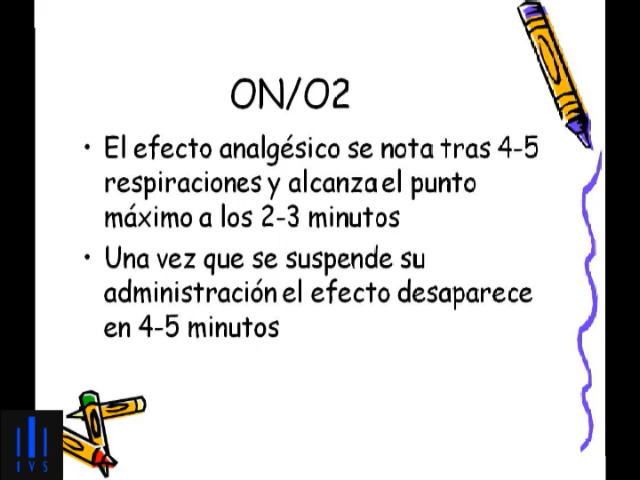 ON/O2
• El efecto analgésico se nota tras 4-5
respiraciones y alcanza el punto
máximo a los 2-3 minutos
• Una vez que se suspende su
administración el efecto desaparece
en 4-5 minutos
IVS